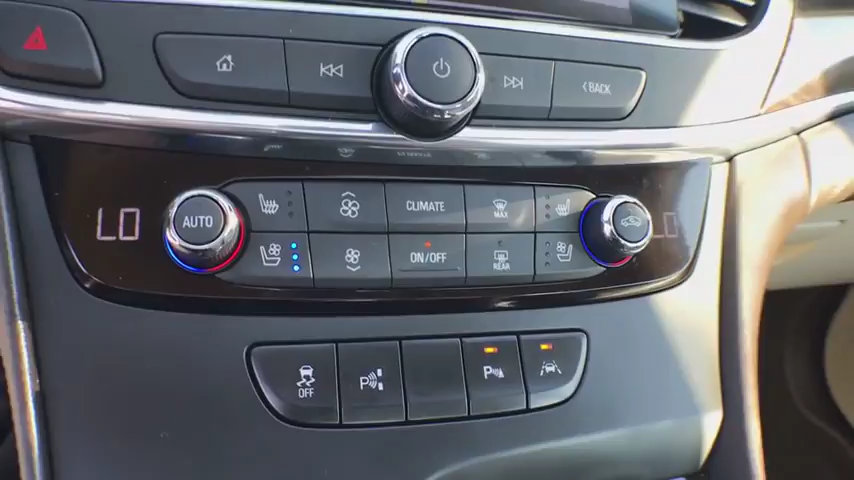 BACK
LO
AUTO
CLIMATE
MAX
LO
ON/OFF
REAR
OFF
P
P